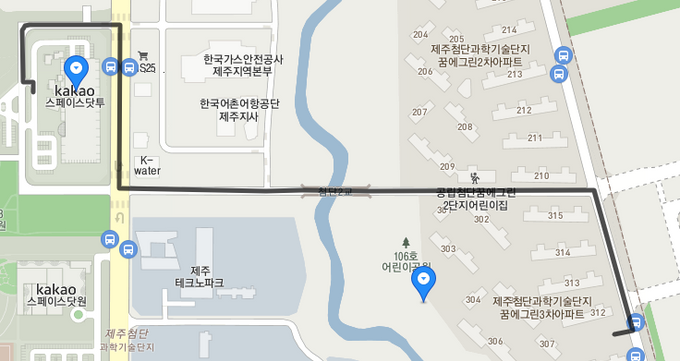 204
205
214
206
제주첨단과학기술단지
꿈에그린2차아파트
213
한국가스안전공사
제주지역본부
S25
kakao
스페이스닷투
207
212
한국어촌어항공단
제주지사
208
211
K-
water
210
첨단2교
공립첨단꿈에그린
2단지어린이집
302
315
303
106호
어린이공원
314
제주
테크노파크
313
kakao
스페이스닷원
304
제주첨단과학기술단지
꿈에그린3차아파트
312
306
307
제주첨단
과학기술단지